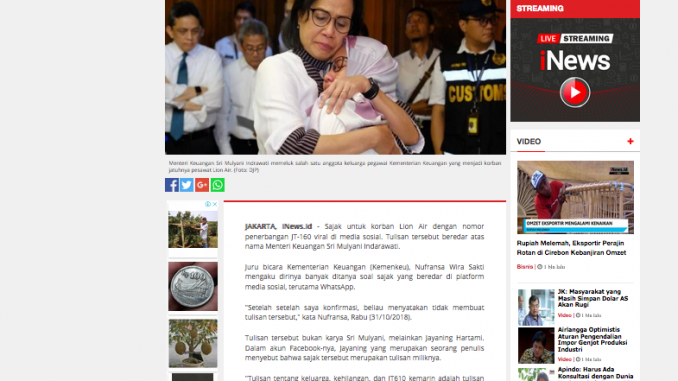 STREAMING
LIVE STREAMING
iNews
CUSTOMS
VIDEO
+
Menteri Keuangan Sri Mulyani Indrawati memeluk salah satu anggota keluarga pegawai Kementerian Keuangan yang menjadi korban
jatuhnya pesawat Lion Air. (Foto: DJP)
JAKARTA, iNews.id - Sajak untuk korban Lion Air dengan nomor
penerbangan JT-160 viral di media sosial. Tulisan tersebut beredar atas
nama Menteri Keuangan Sri Mulyani Indarawati.
Juru bicara Kementerian Keuangan (Kemenkeu), Nufransa Wira Sakti
mengaku dirinya banyak ditanya soal sajak yang beredar di platform
media sosial, terutama WhatsApp.
"Setelah setelah saya konfirmasi, beliau menyatakan tidak membuat
tulisan tersebut," kata Nufransa, Rabu (31/10/2018).
Tulisan tersebut bukan karya Sri Mulyani, melainkan Jayaning Hartami.
Dalam akun Facebook-nya, Jayaning yang merupakan seorang penulis
menyebut bahwa sajak tersebut merupakan tulisan miliknya.
"Tulisan tentang keluarga, kehilangan, dan JT610 kemarin adalah tulisan
OMZET EKSPORTIR MENGALAMI KENAIKAN
Rupiah Melemah, Eksportir Perajin
Rotan di Cirebon Kebanjiran Omzet
Bisnis | 1 Mei lalu
JK: Masyarakat yang
Masih Simpan Dolar AS
Akan Rugi
Video | 1 Mei lalu
Airlangga Optimistis
Aturan Pengendalian
Impor Genjot Produksi
Industri
Video | 1 Mei lalu
Apindo: Harus Ada
Konsultasi dengan Dunia